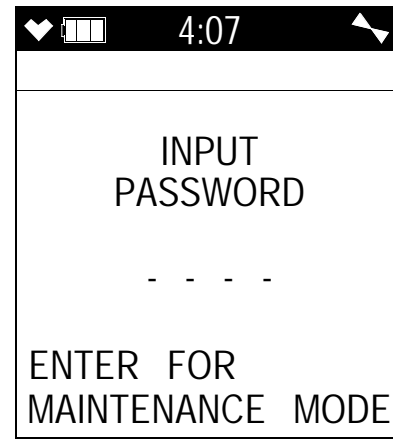 4:07
INPUT
PASSWORD
- - - -
ENTER FOR
MAINTENANCE MODE